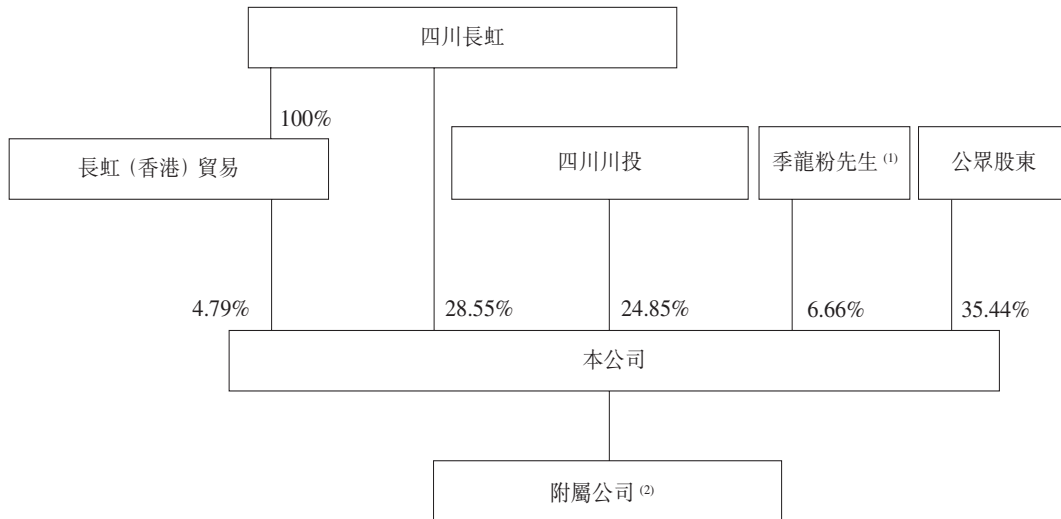 四川長虹
100%
長虹（香港）貿易
四川川投
季龍粉先生 (1)
公眾股東
4.79%
28.55%
24.85%
6.66%
35.44%
本公司
附屬公司 (2)